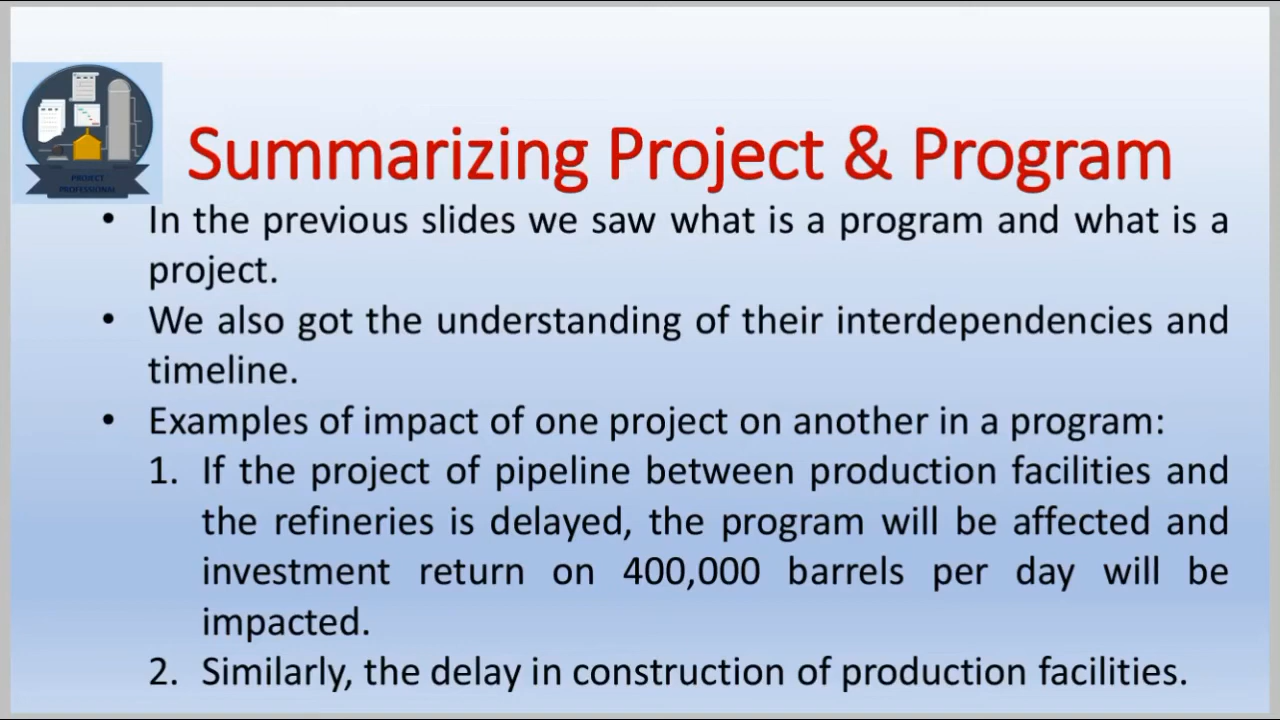 PROJECT
PROFESSIONAL
Summarizing Project & Program
• In the previous slides we saw what is a program and what is a
project.
• We also got the understanding of their interdependencies and
timeline.
• Examples of impact of one project on another in a program:
1. If the project of pipeline between production facilities and
the refineries is delayed, the program will be affected and
investment return on 400,000 barrels per day will be
impacted.
2. Similarly, the delay in construction of production facilities.